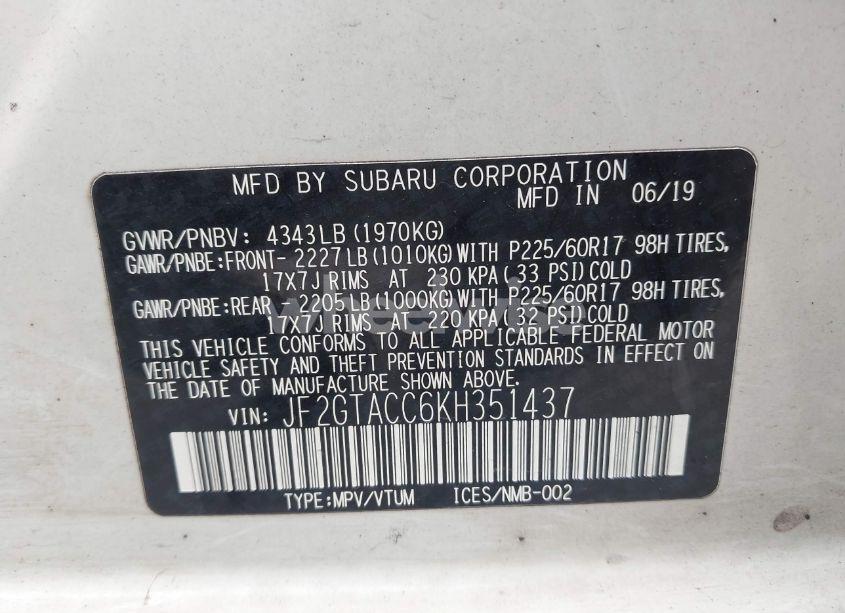 MFD BY SUBARU CORPORATION
MFD IN 06/19
GVWR/PNBV: 4343LB (1970KG)
GAWR/PNBE:FRONT- 2227LB (1010KG)WITH P225/60R17 98H TIRES,
17X7J RIMS AT 230 KPA( 33 PSI)COLD
GAWR/PNBE:REAR - 2205LB (1000KG)WITH P225/60R17 98H TIRES,
17X7J RIMS AT 220 KPA( 32 PSI)COLD
THIS VEHICLE CONFORMS TO ALL APPLICABLE FEDERAL MOTOR
VEHICLE SAFETY AND THEFT PREVENTION STANDARDS IN EFFECT ON
THE DATE OF MANUFACTURE SHOWN ABOVE.
VIN: JF2GTACC6KH351437
TYPE:MPV/VTUM ICES/NMB-002